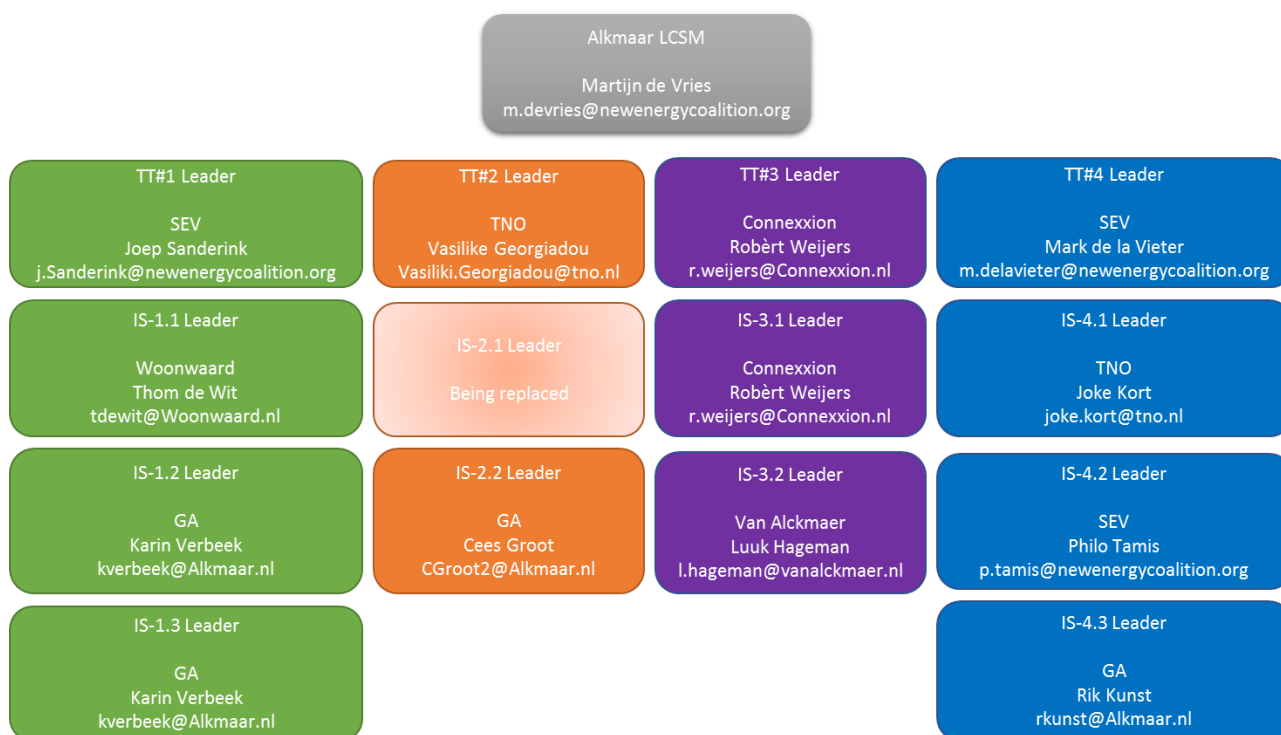 Alkmaar LCSM
Martijn de Vries
m.devries@newenergycoalition.org
TT#1 Leader
SEV
Joep Sanderink
j.Sanderink@newenergycoalition.org
TT#2 Leader
TNO
Vasilike Georgiadou
Vasiliki.Georgiadou@tno.nl
TT#3 Leader
Connexxion
Robèrt Weijers
r.weijers@Connexxion.nl
TT#4 Leader
SEV
Mark de la Vieter
m.delavieter@newenergycoalition.org
IS-1.1 Leader
Woonwaard
Thom de Wit
tdewit@Woonwaard.nl
IS-2.1 Leader
Being replaced
IS-3.1 Leader
Connexxion
Robèrt Weijers
r.weijers@Connexxion.nl
IS-4.1 Leader
TNO
Joke Kort
joke.kort@tno.nl
IS-1.2 Leader
GA
Karin Verbeek
kverbeek@Alkmaar.nl
IS-2.2 Leader
GA
Cees Groot
CGroot2@Alkmaar.nl
IS-3.2 Leader
Van Alckmaer
Luuk Hageman
l.hageman@vanalckmaer.nl
IS-4.2 Leader
SEV
Philo Tamis
p.tamis@newenergycoalition.org
IS-1.3 Leader
GA
Karin Verbeek
kverbeek@Alkmaar.nl
IS-4.3 Leader
GA
Rik Kunst
rkunst@Alkmaar.nl